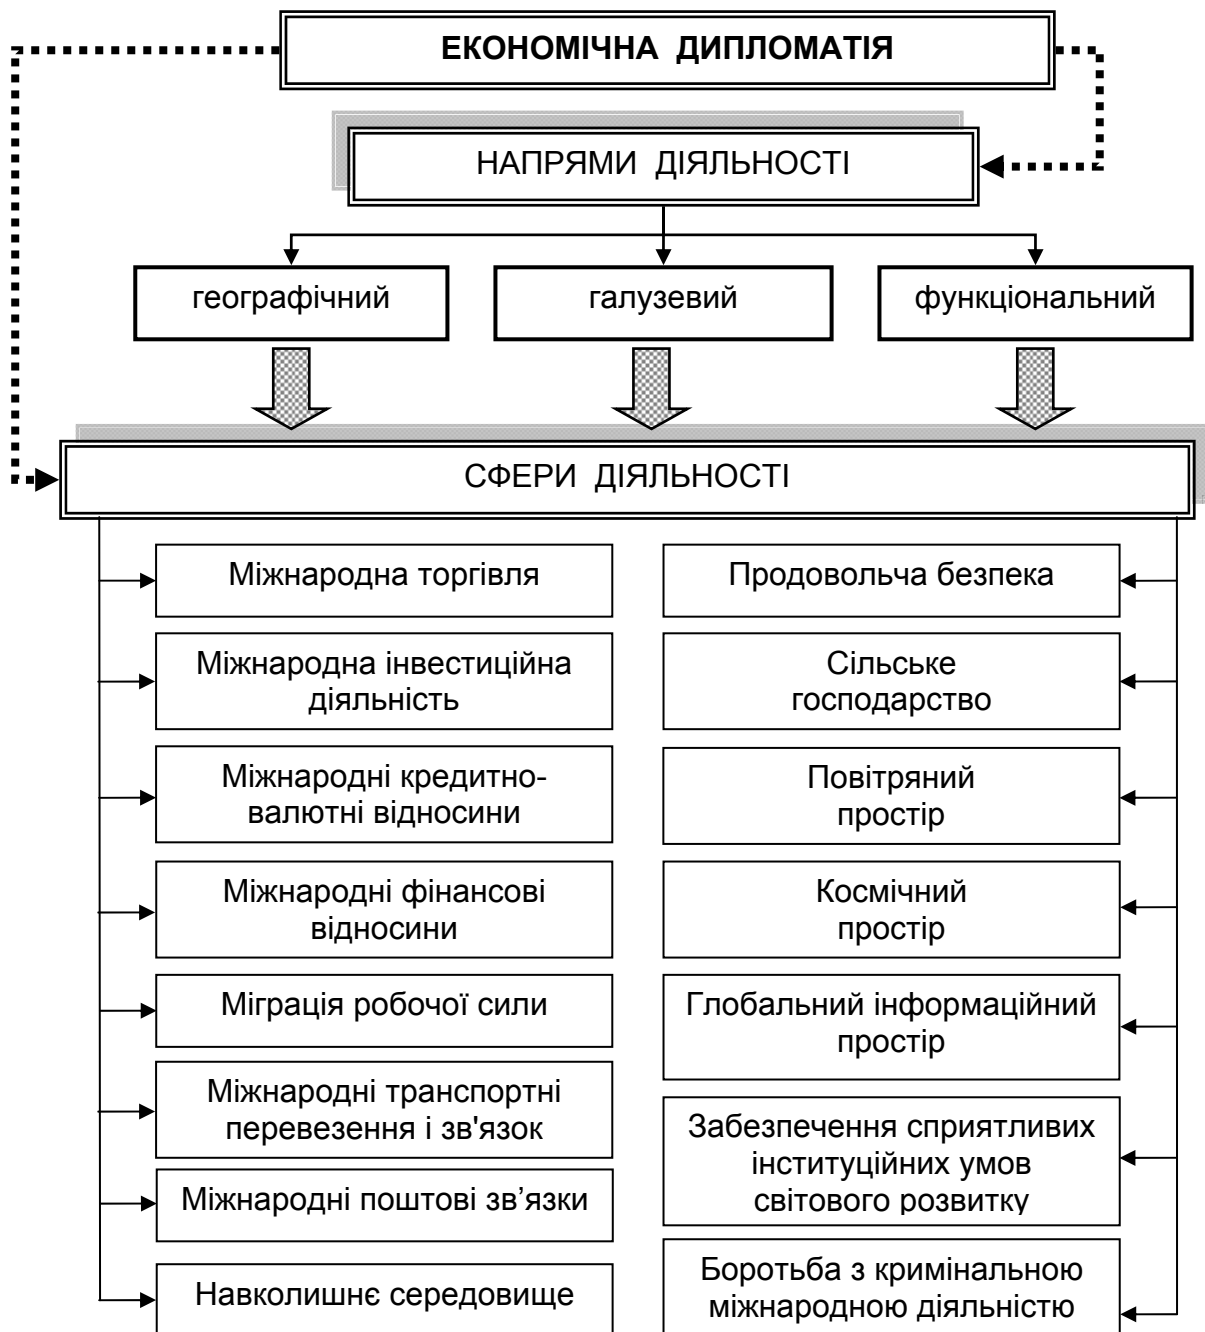 ЕКОНОМІЧНА ДИПЛОМАТІЯ
НАПРЯМИ ДІЯЛЬНОСТІ
географічний
галузевий
функціональний
СФЕРИ ДІЯЛЬНОСТІ
Міжнародна торгівля
Міжнародна інвестиційна
діяльність
Міжнародні кредитно-
валютні відносини
Міжнародні фінансові
відносини
Міграція робочої сили
Міжнародні транспортні
перевезення і зв'язок
Міжнародні поштові зв’язки
Навколишнє середовище
Продовольча безпека
Сільське
господарство
Повітряний
простір
Космічний
простір
Глобальний інформаційний
простір
Забезпечення сприятливих
інституційних умов
світового розвитку
Боротьба з кримінальною
міжнародною діяльністю